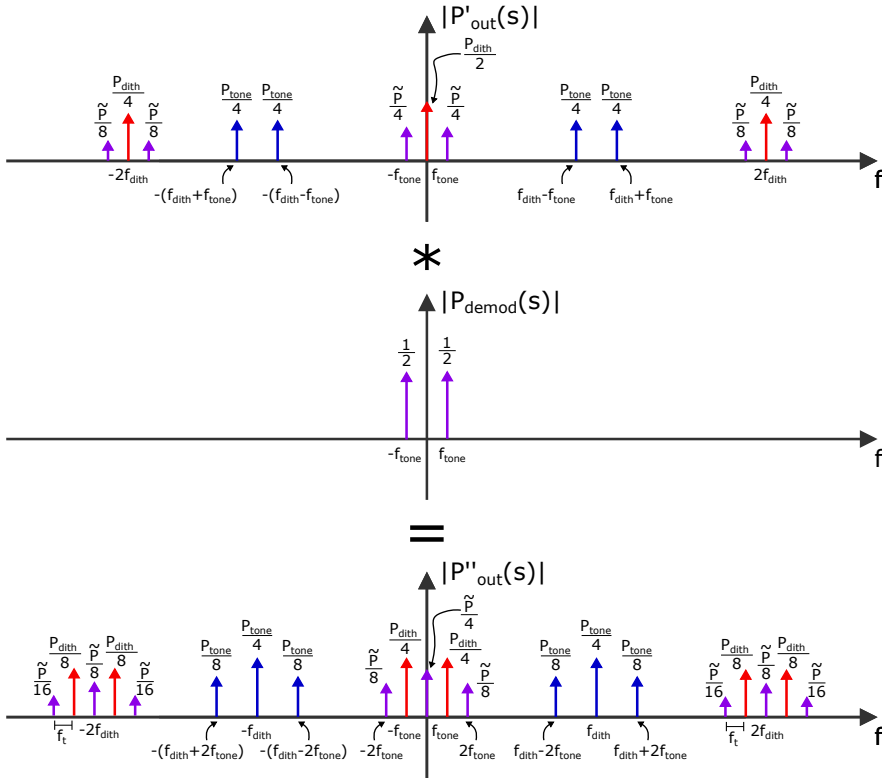 |P'out(s)|
Pdith/2
P̃/8 Pdith/4 P̃/8 Ptone/4 Ptone/4 P̃/4 P̃/4 Ptone/4 Ptone/4 P̃/8 Pdith/4 P̃/8
-2fdith -(fdith+ftone) -(fdith-ftone) -ftone ftone fdith-ftone fdith+ftone 2fdith f
*
|Pdemod(s)|
1/2 1/2
-ftone ftone f
=
|P''out(s)|
P̃/4
P̃/16 Pdith/8 P̃/8 Pdith/8 P̃/16 Ptone/8 Ptone/4 Ptone/8 P̃/8 Pdith/4 Pdith/4 P̃/8 Ptone/8 Ptone/4 Ptone/8 P̃/16 Pdith/8 P̃/8 Pdith/8 P̃/16
ft -2fdith -fdith -ftone ftone fdith ft 2fdith f
-(fdith+2ftone) -(fdith-2ftone) -2ftone 2ftone fdith-2ftone fdith+2ftone